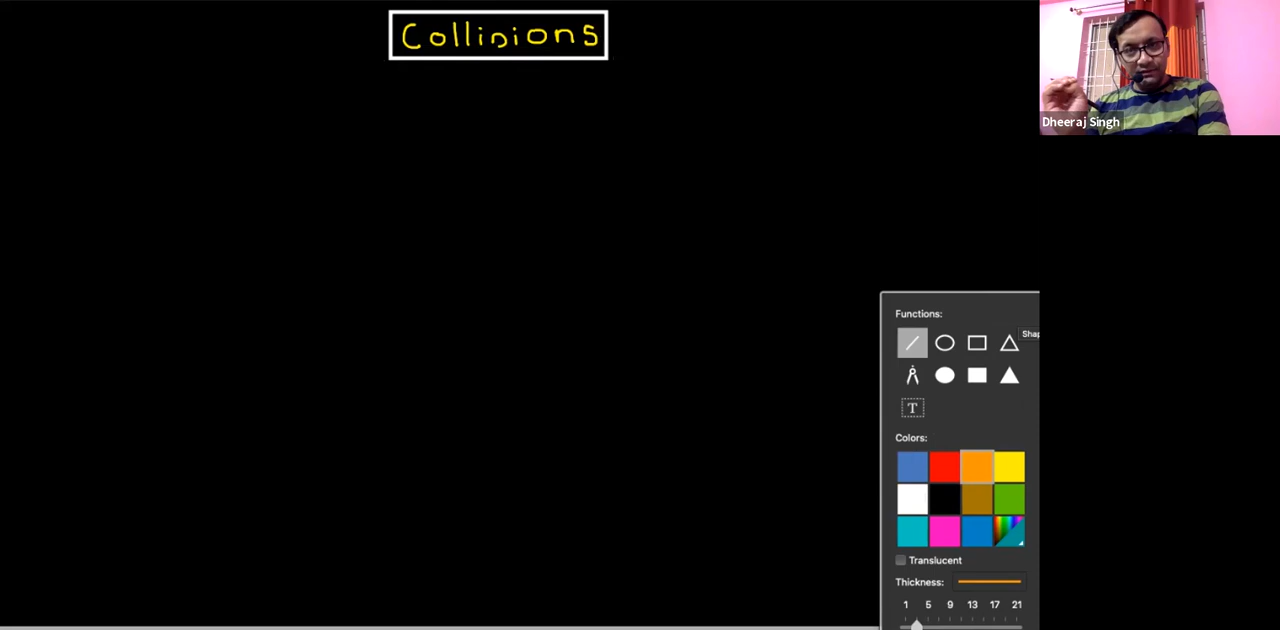 Collisions
Dheeraj Singh
Functions:
Shap
T
Colors:
Translucent
Thickness:
1 5 9 13 17 21